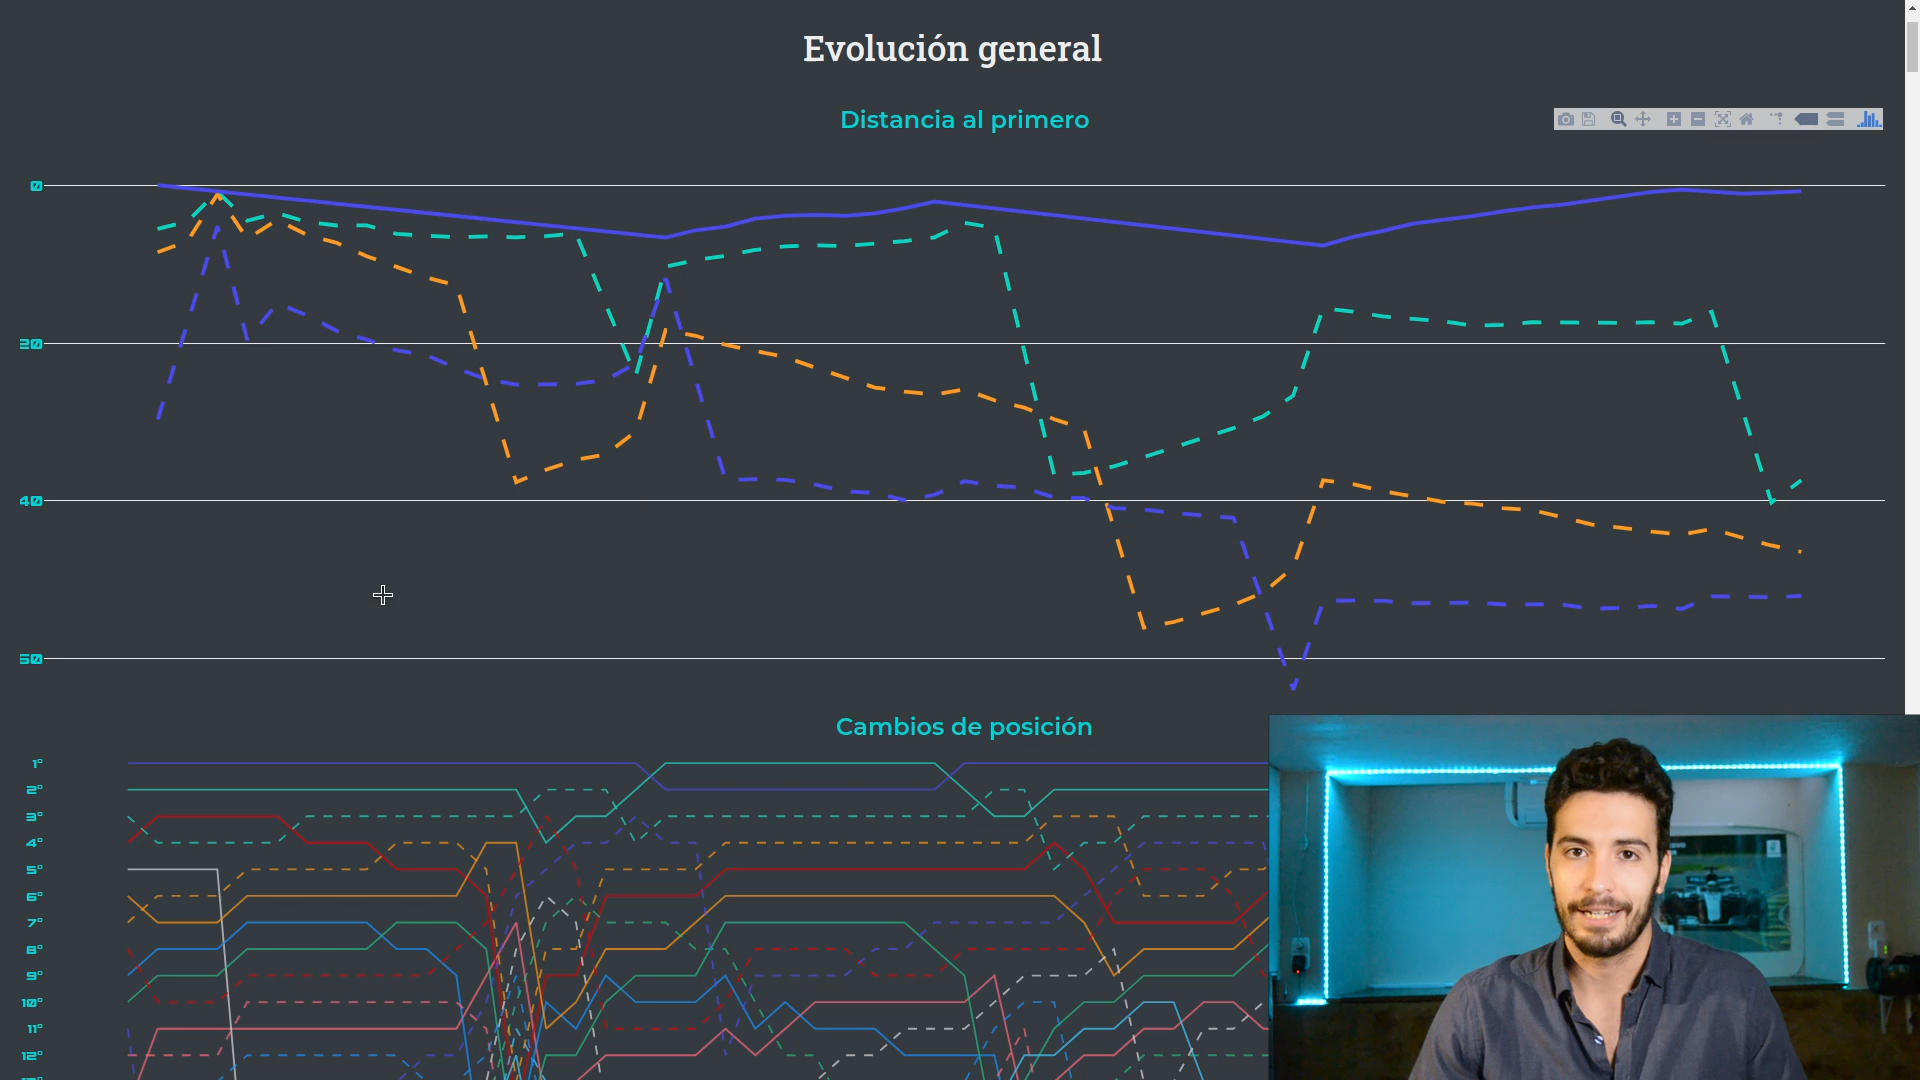 Evolución general
Distancia al primero
0
20
40
50
Cambios de posición
1º
2º
3º
4º
5º
6º
7º
8º
9º
10º
11º
12º